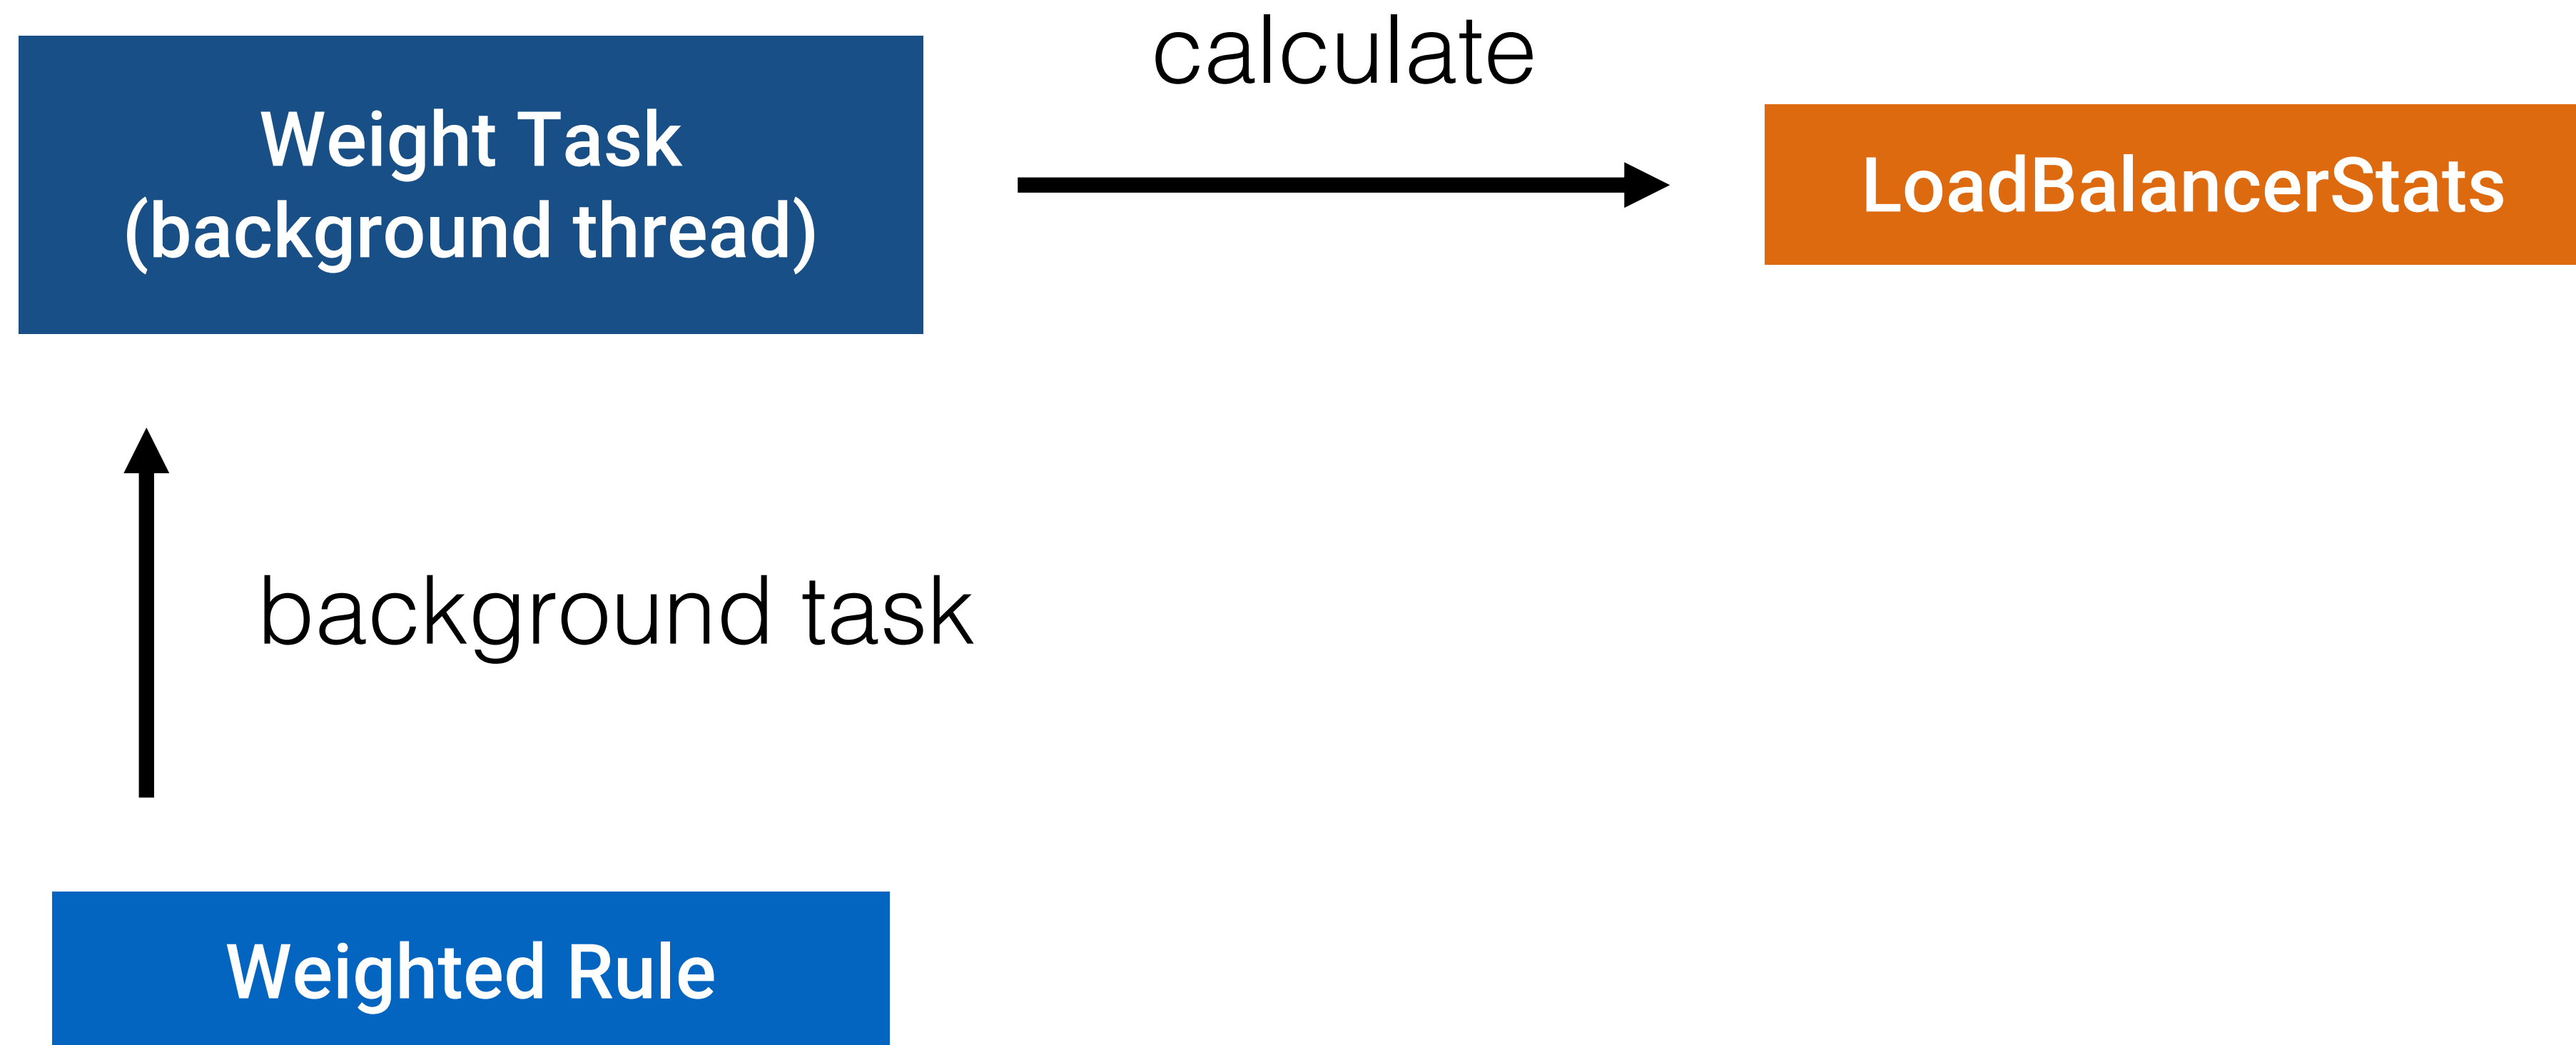 calculate
Weight Task
(background thread)
LoadBalancerStats
background task
Weighted Rule